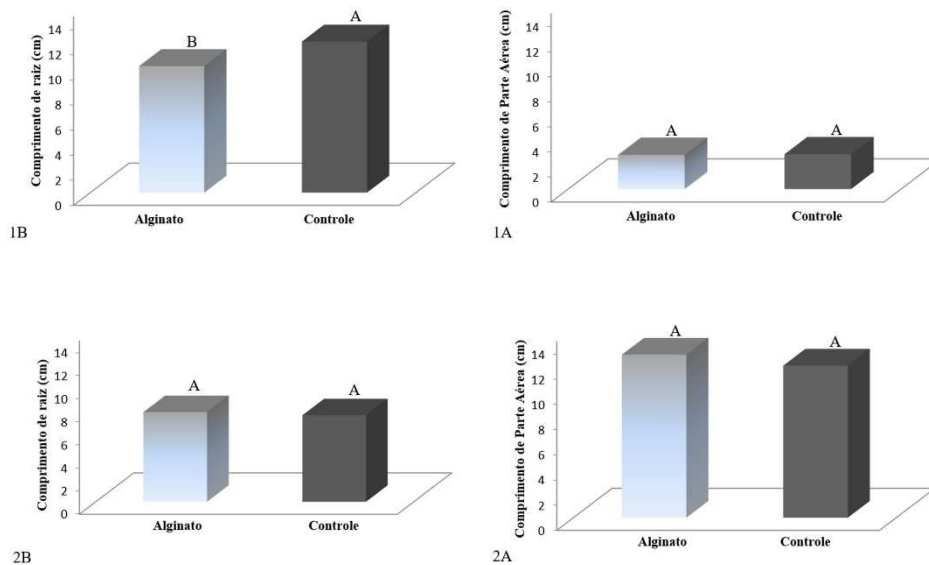 Comprimento de raiz (cm)
14
12
10
8
6
4
2
0
B
A
Alginato
Controle
1B
Comprimento de Parte Aérea (cm)
14
12
10
8
6
4
2
0
A
A
Alginato
Controle
1A
Comprimento de raiz (cm)
14
12
10
8
6
4
2
0
A
A
Alginato
Controle
2B
Comprimento de Parte Aérea (cm)
14
12
10
8
6
4
2
0
A
A
Alginato
Controle
2A